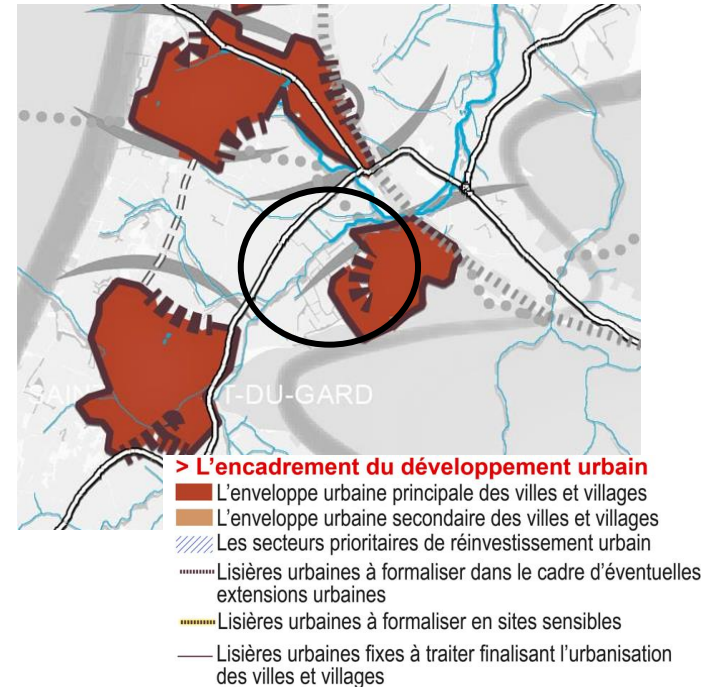 SAINT T-DU-GARD
> L'encadrement du développement urbain
L'enveloppe urbaine principale des villes et villages
L'enveloppe urbaine secondaire des villes et villages
Les secteurs prioritaires de réinvestissement urbain
Lisières urbaines à formaliser dans le cadre d'éventuelles
extensions urbaines
Lisières urbaines à formaliser en sites sensibles
Lisières urbaines fixes à traiter finalisant l'urbanisation
des villes et villages